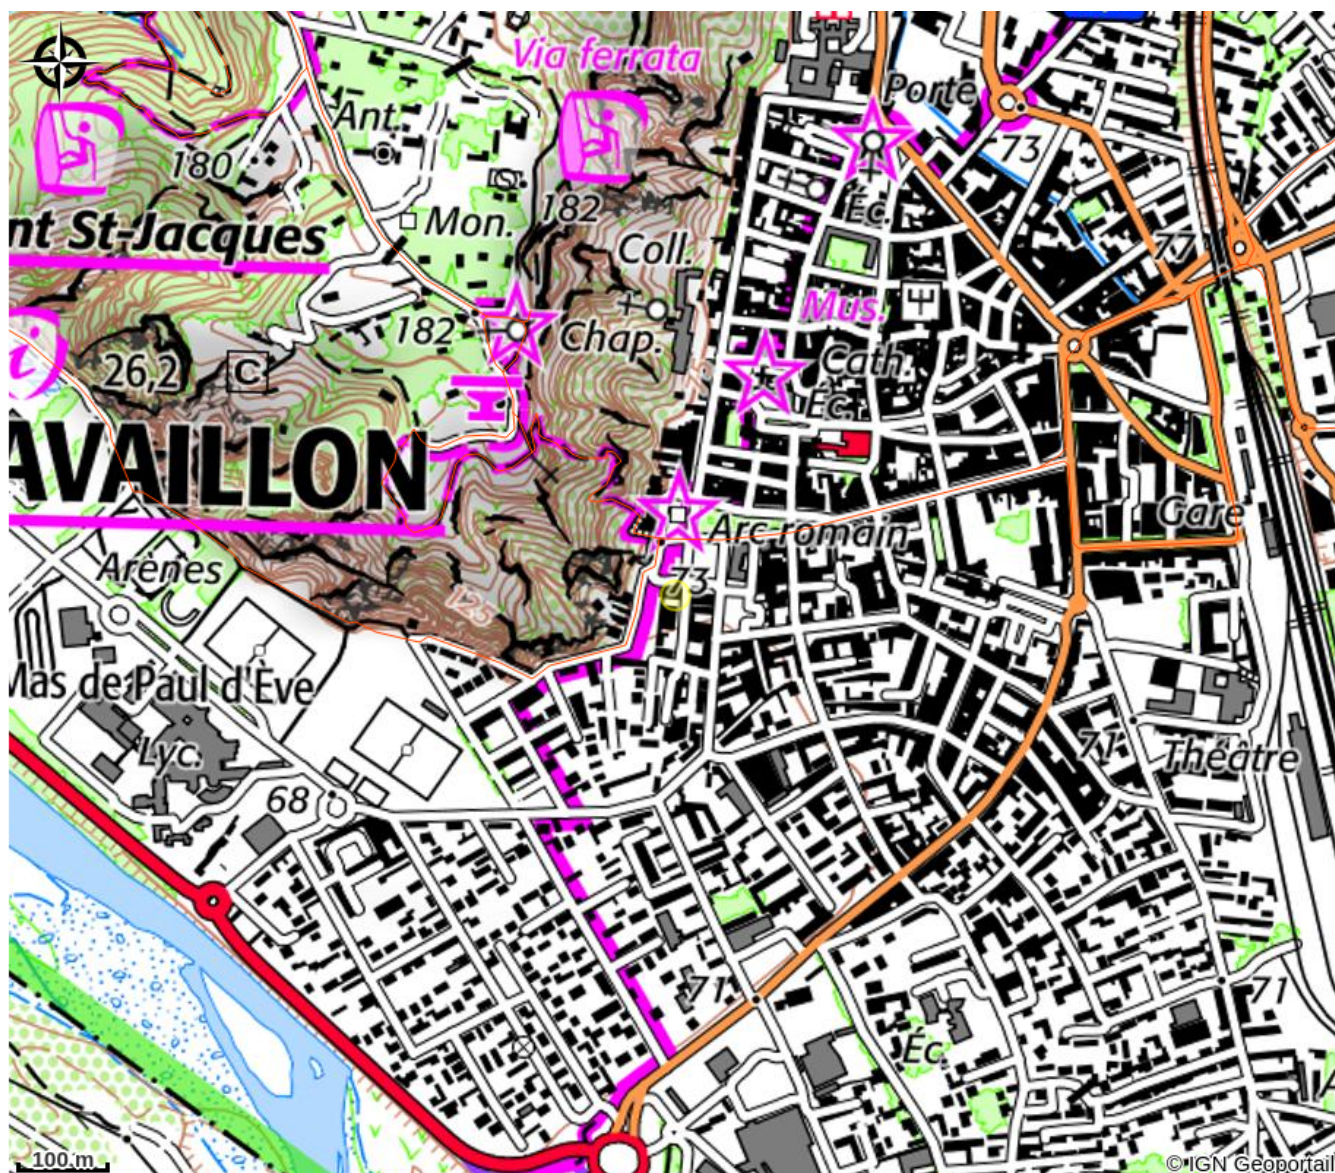 Via ferrata
Porte
Ant.
73
180
182
Éc.
Mon.
nt St-Jacques
Coll.
77
Mus.
182
Chap.
Cath.
26,2
C
Éc.
AVAILLON
Gare
Arc romain
Arènes
73
125
Mas de Paul d'Ève
Lyc.
71
Théâtre
68
71
71
Éc.
100 m
© IGN Geoportail